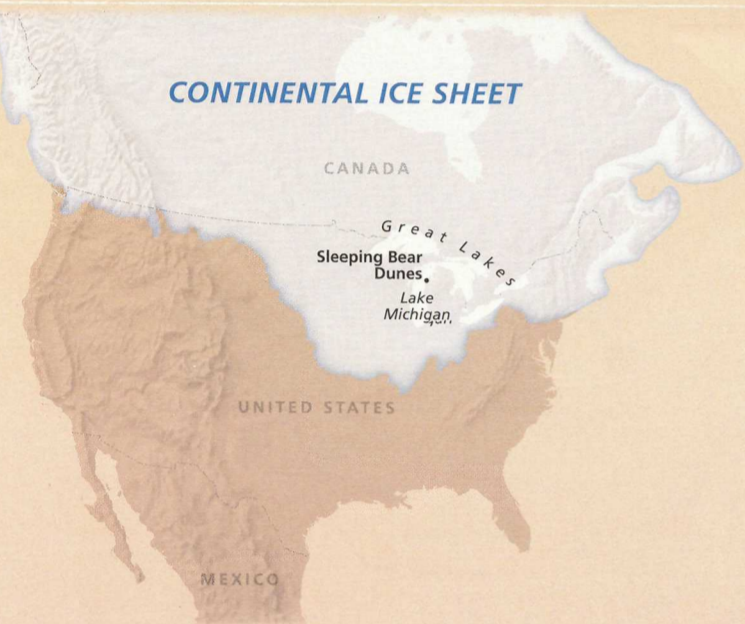 CONTINENTAL ICE SHEET
CANADA
Great Lakes
Sleeping Bear
Dunes
Lake
Michigan
UNITED STATES
MEXICO